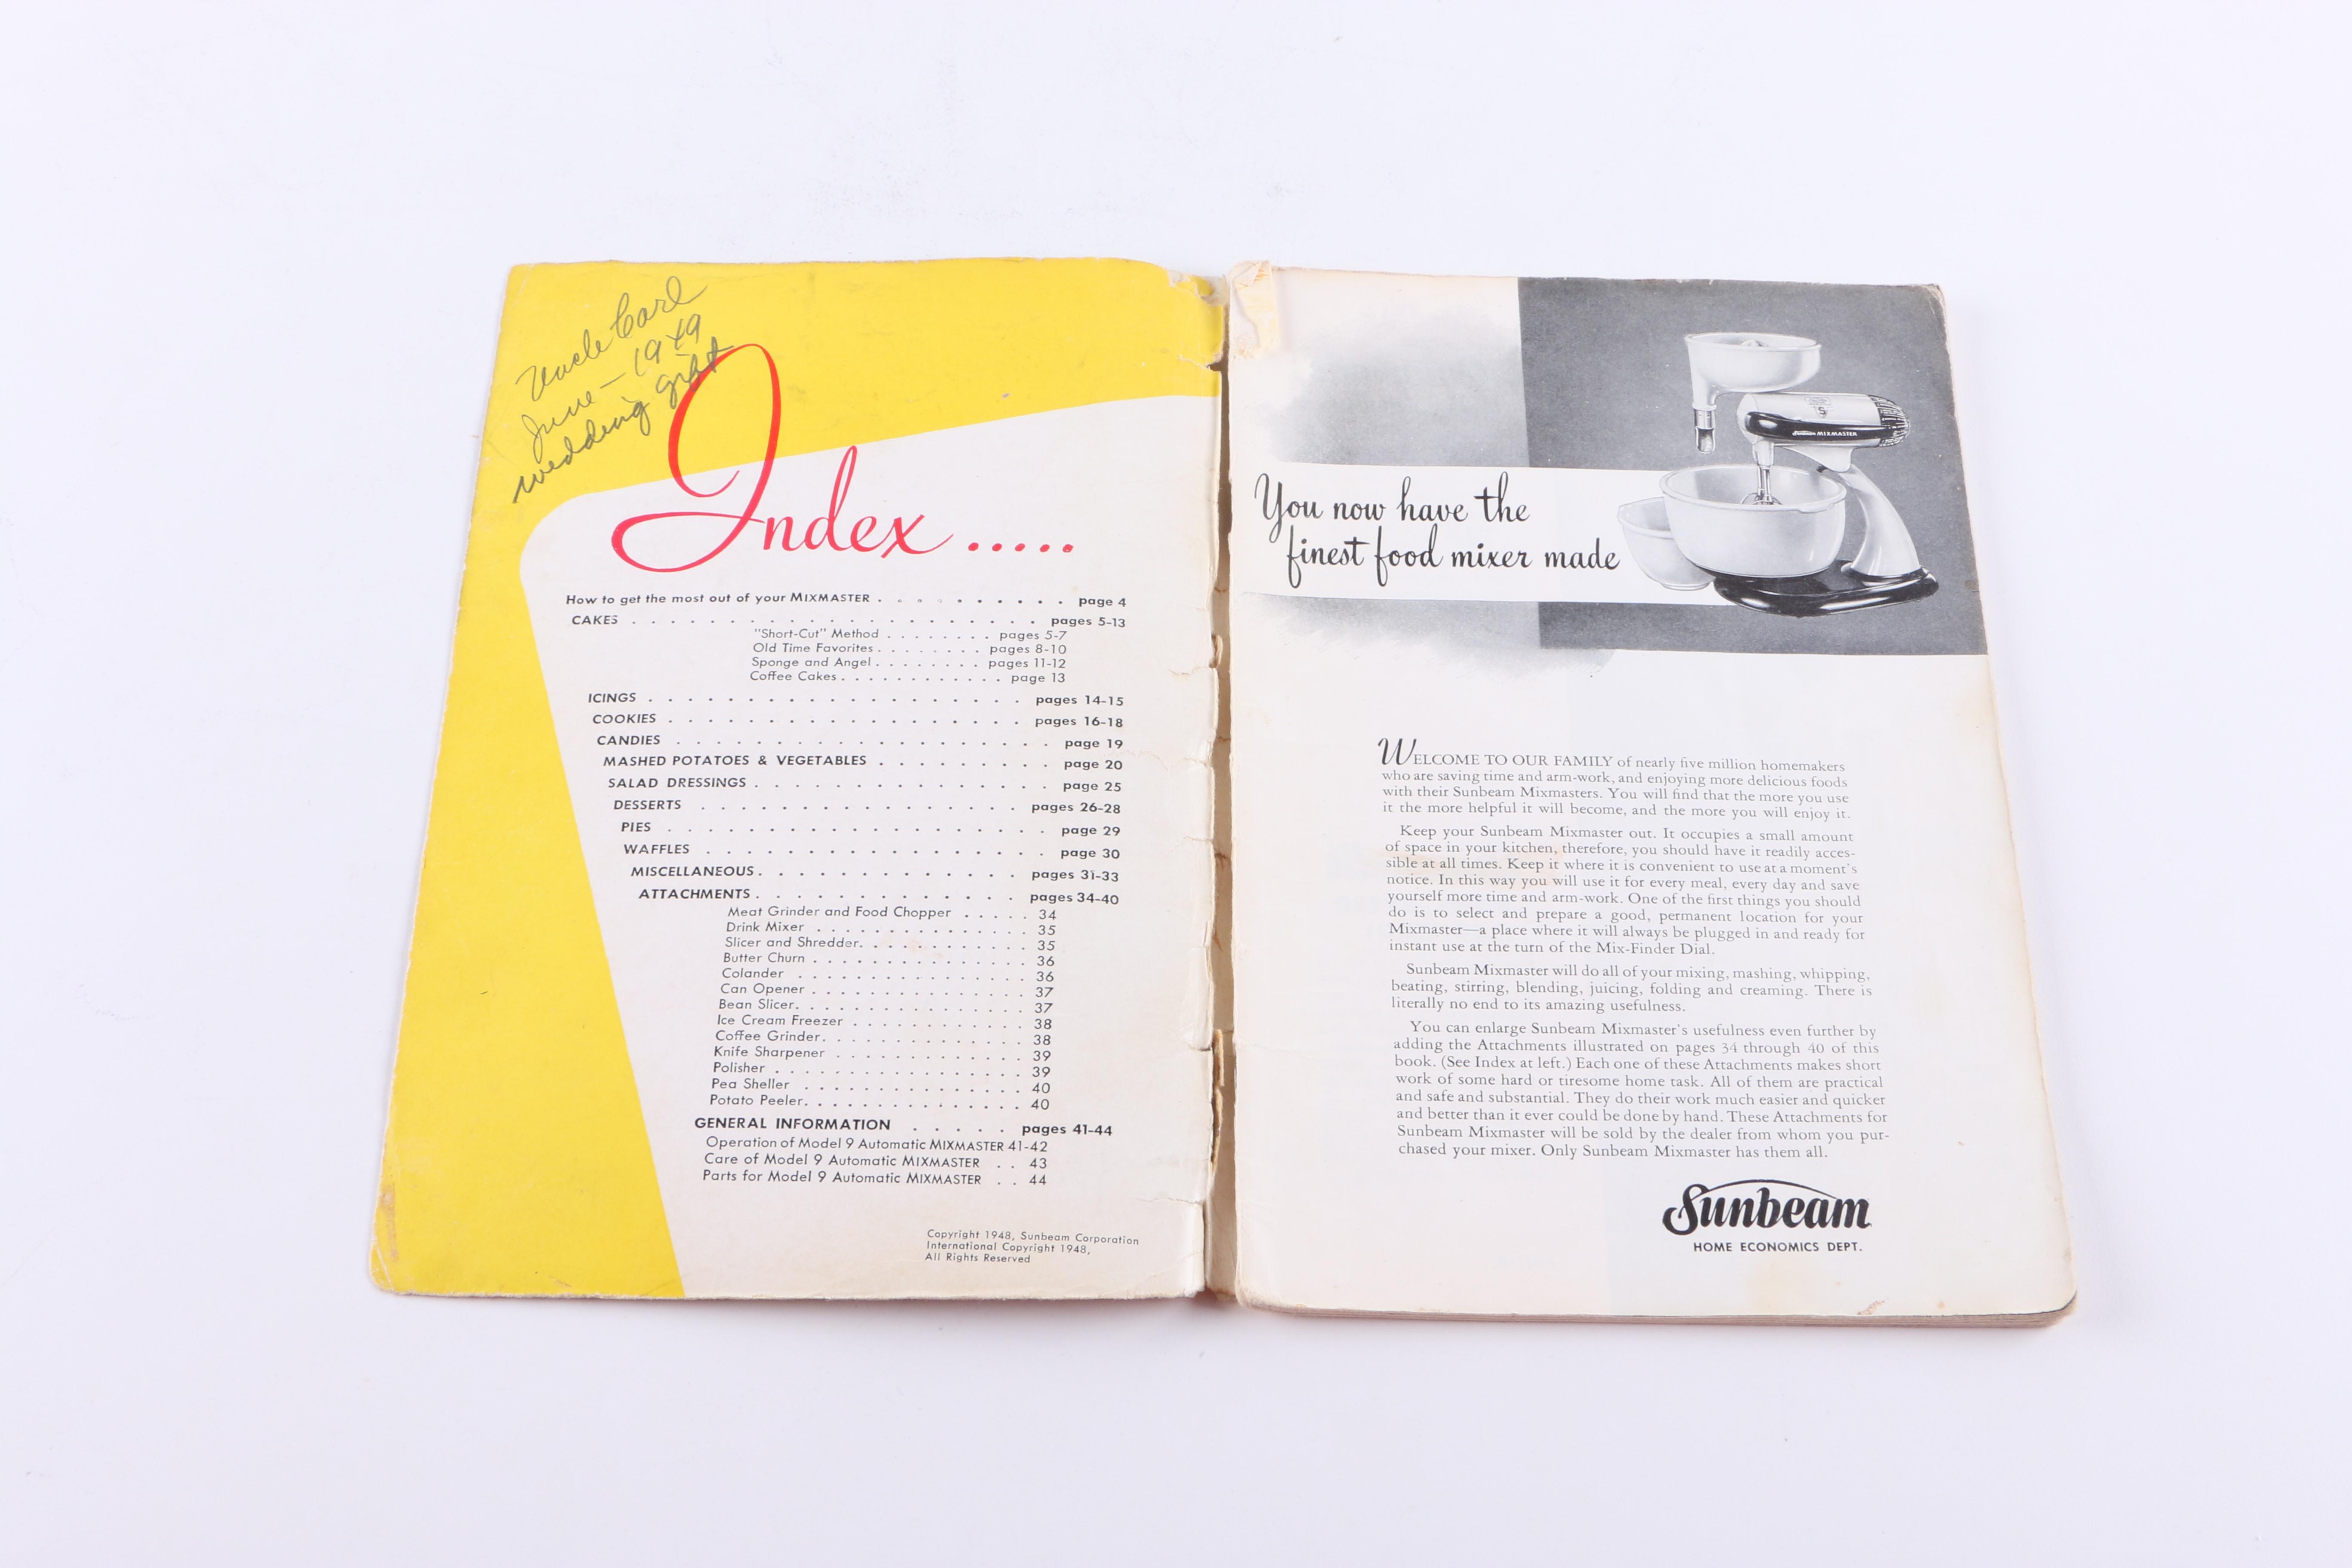 Uncle Carl
June - 1949
wedding gift
Index .....
How to get the most out of your MIXMASTER . . . . . . . . . . page 4
CAKES . . . . . . . . . . . . . . . . . . pages 5-13
"Short-Cut" Method . . . . . . . . pages 5-7
Old Time Favorites . . . . . . . . pages 8-10
Sponge and Angel . . . . . . . . pages 11-12
Coffee Cakes . . . . . . . . . . . . page 13
ICINGS . . . . . . . . . . . . . . . . . . pages 14-15
COOKIES . . . . . . . . . . . . . . . . . pages 16-18
CANDIES . . . . . . . . . . . . . . . . . . page 19
MASHED POTATOES & VEGETABLES . . . . . . . . . page 20
SALAD DRESSINGS . . . . . . . . . . . . . . . page 25
DESSERTS . . . . . . . . . . . . . . . pages 26-28
PIES . . . . . . . . . . . . . . . . . . page 29
WAFFLES . . . . . . . . . . . . . . . . page 30
MISCELLANEOUS . . . . . . . . . . . . . pages 31-33
ATTACHMENTS . . . . . . . . . . . . . pages 34-40
Meat Grinder and Food Chopper . . . . . 34
Drink Mixer . . . . . . . . . . . . . . 35
Slicer and Shredder. . . . . . . . . . . 35
Butter Churn . . . . . . . . . . . . . . 36
Colander . . . . . . . . . . . . . . . 36
Can Opener . . . . . . . . . . . . . . 37
Bean Slicer. . . . . . . . . . . . . . . 37
Ice Cream Freezer . . . . . . . . . . . 38
Coffee Grinder. . . . . . . . . . . . . 38
Knife Sharpener . . . . . . . . . . . . 39
Polisher . . . . . . . . . . . . . . . . 39
Pea Sheller . . . . . . . . . . . . . . 40
Potato Peeler. . . . . . . . . . . . . . 40
GENERAL INFORMATION . . . . . pages 41-44
Operation of Model 9 Automatic MIXMASTER 41-42
Care of Model 9 Automatic MIXMASTER . . 43
Parts for Model 9 Automatic MIXMASTER . . 44
Copyright 1948, Sunbeam Corporation
International Copyright 1948,
All Rights Reserved
Sunbeam MIXMASTER
You now have the
finest food mixer made
WELCOME TO OUR FAMILY of nearly five million homemakers
who are saving time and arm-work, and enjoying more delicious foods
with their Sunbeam Mixmasters. You will find that the more you use
it the more helpful it will become, and the more you will enjoy it.
Keep your Sunbeam Mixmaster out. It occupies a small amount
of space in your kitchen, therefore, you should have it readily acces-
sible at all times. Keep it where it is convenient to use at a moment's
notice. In this way you will use it for every meal, every day and save
yourself more time and arm-work. One of the first things you should
do is to select and prepare a good, permanent location for your
Mixmaster—a place where it will always be plugged in and ready for
instant use at the turn of the Mix-Finder Dial.
Sunbeam Mixmaster will do all of your mixing, mashing, whipping,
beating, stirring, blending, juicing, folding and creaming. There is
literally no end to its amazing usefulness.
You can enlarge Sunbeam Mixmaster's usefulness even further by
adding the Attachments illustrated on pages 34 through 40 of this
book. (See Index at left.) Each one of these Attachments makes short
work of some hard or tiresome home task. All of them are practical
and safe and substantial. They do their work much easier and quicker
and better than it ever could be done by hand. These Attachments for
Sunbeam Mixmaster will be sold by the dealer from whom you pur-
chased your mixer. Only Sunbeam Mixmaster has them all.
Sunbeam
HOME ECONOMICS DEPT.